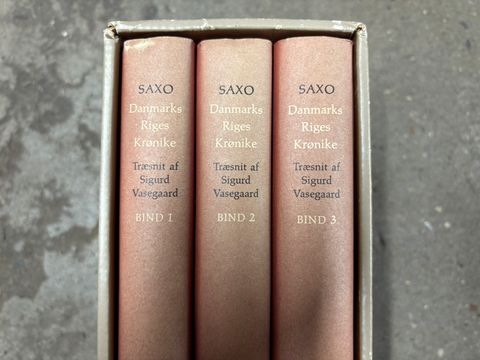 SAXO
Danmarks
Riges
Krønike
Træsnit af
Sigurd
Vasegaard
BIND 1
SAXO
Danmarks
Riges
Krønike
Træsnit af
Sigurd
Vasegaard
BIND 2
SAXO
Danmarks
Riges
Krønike
Træsnit af
Sigurd
Vasegaard
BIND 3